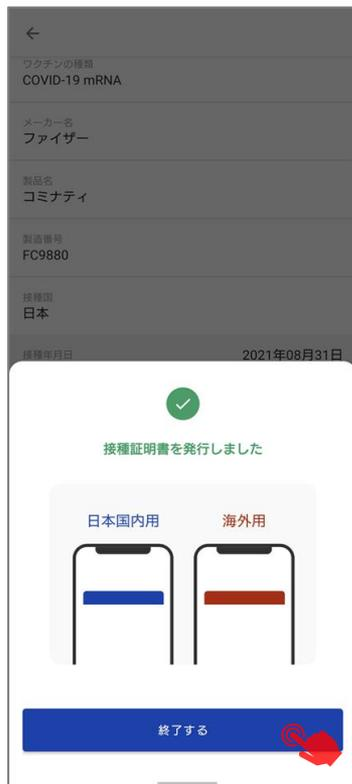 ワクチンの種類
COVID-19 mRNA
メーカー名
ファイザー
製品名
コミナティ
製造番号
FC9880
接種国
日本
接種年月日 2021年08月31日
接種証明書を発行しました
日本国内用 海外用
終了する